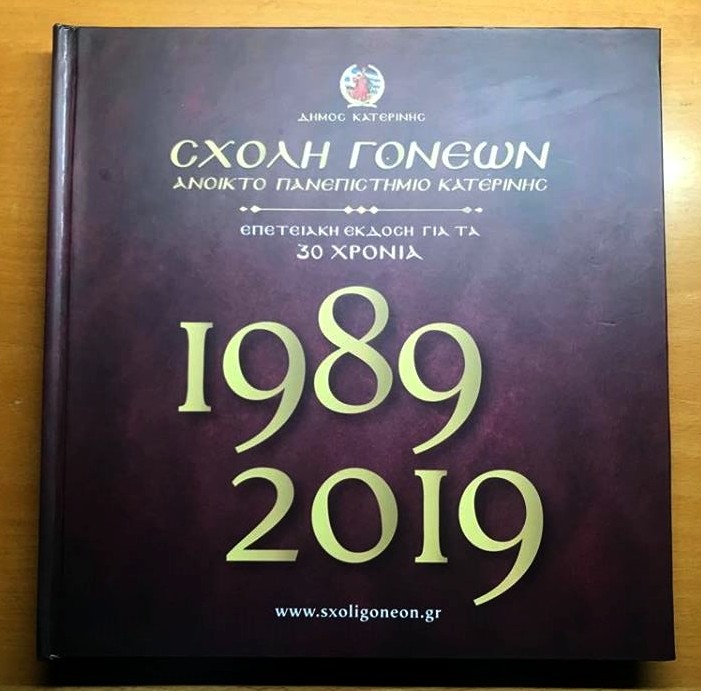 ΔΗΜΟΣ ΚΑΤΕΡΙΝΗΣ
ΣΧΟΛΗ ΓΟΝΕΩΝ
ΑΝΟΙΚΤΟ ΠΑΝΕΠΙΣΤΗΜΙΟ ΚΑΤΕΡΙΝΗΣ
ΕΠΕΤΕΙΑΚΗ ΕΚΔΟΣΗ ΓΙΑ ΤΑ
30 ΧΡΟΝΙΑ
1989
2019
www.sxoligoneon.gr